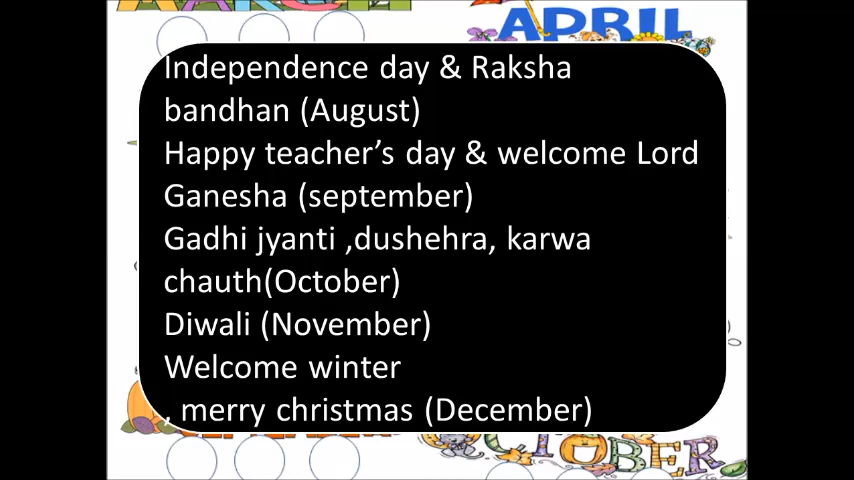 APRIL
Independence day & Raksha
bandhan (August)
Happy teacher’s day & welcome Lord
Ganesha (september)
Gadhi jyanti ,dushehra, karwa
chauth(October)
Diwali (November)
Welcome winter
, merry christmas (December)
OCTOBER